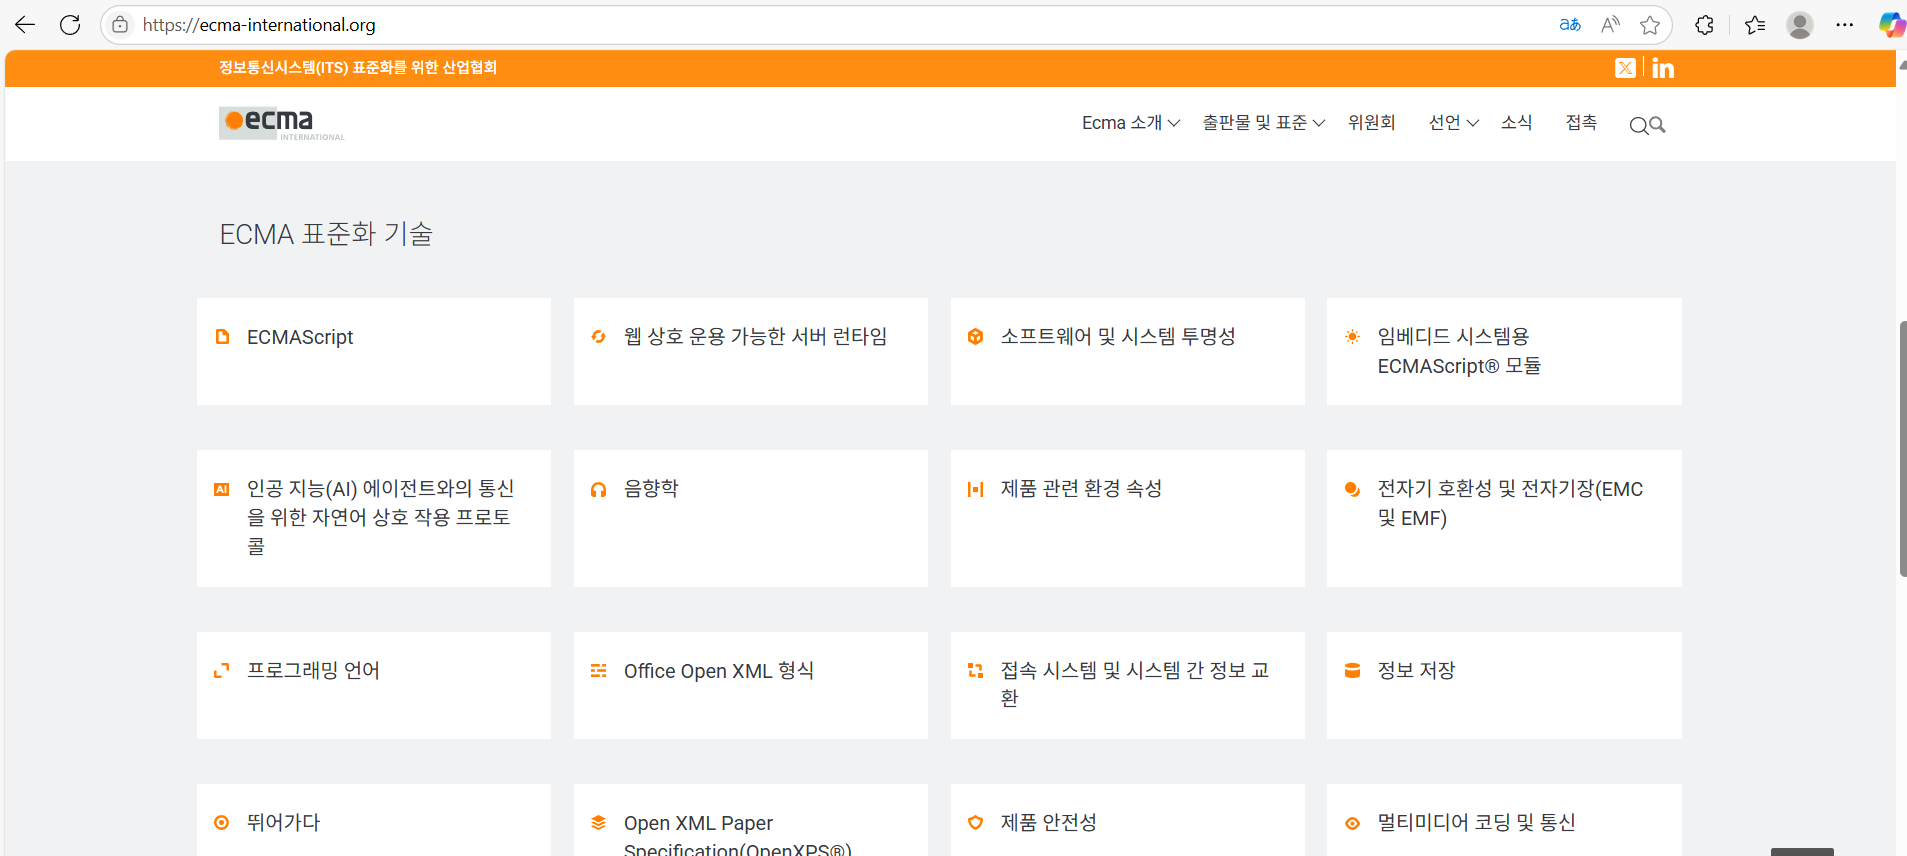 https://ecma-international.org
정보통신시스템(ITS) 표준화를 위한 산업협회
ecma
INTERNATIONAL
Ecma 소개
출판물 및 표준
위원회
선언
소식
접촉
ECMA 표준화 기술
ECMAScript
웹 상호 운용 가능한 서버 런타임
소프트웨어 및 시스템 투명성
임베디드 시스템용
ECMAScript® 모듈
AI
인공 지능(AI) 에이전트와의 통신
을 위한 자연어 상호 작용 프로토
콜
음향학
제품 관련 환경 속성
전자기 호환성 및 전자기장(EMC
및 EMF)
프로그래밍 언어
Office Open XML 형식
접속 시스템 및 시스템 간 정보 교
환
정보 저장
뛰어가다
Open XML Paper
Specification(OpenXPS®)
제품 안전성
멀티미디어 코딩 및 통신